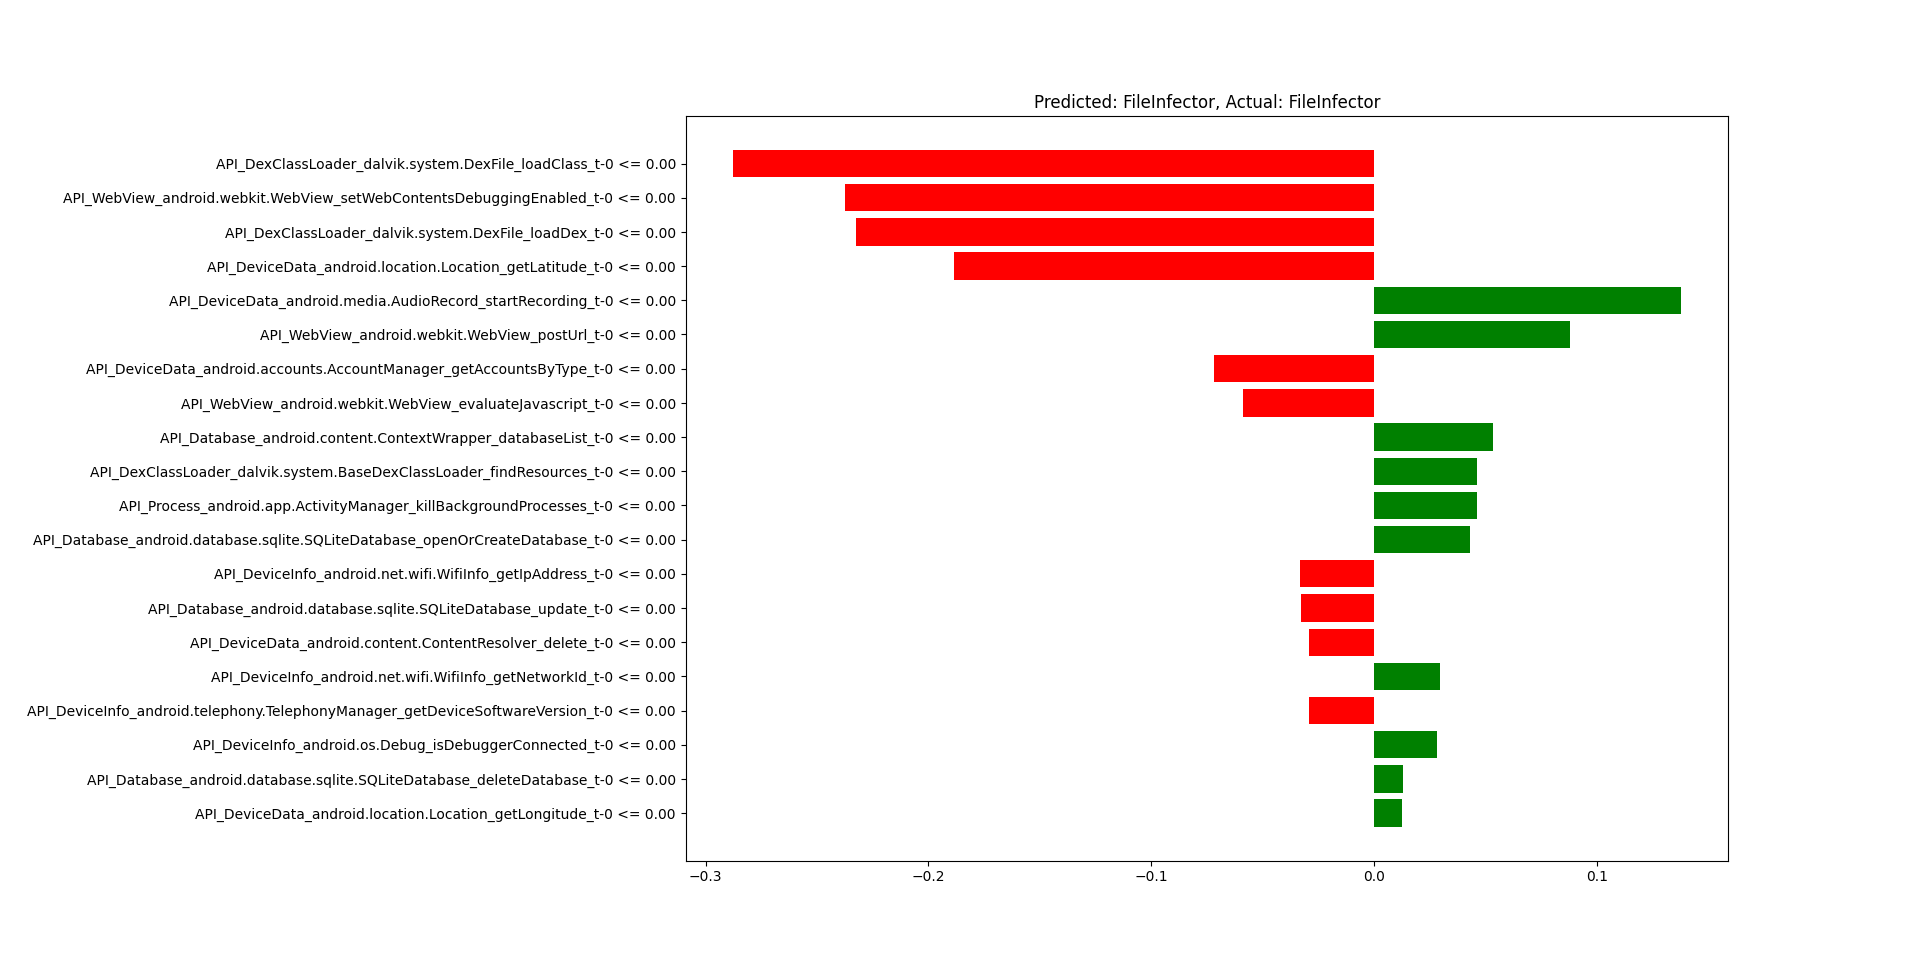 Predicted: FileInfector, Actual: FileInfector
API_DexClassLoader_dalvik.system.DexFile_loadClass_t-0 <= 0.00
API_WebView_android.webkit.WebView_setWebContentsDebuggingEnabled_t-0 <= 0.00
API_DexClassLoader_dalvik.system.DexFile_loadDex_t-0 <= 0.00
API_DeviceData_android.location.Location_getLatitude_t-0 <= 0.00
API_DeviceData_android.media.AudioRecord_startRecording_t-0 <= 0.00
API_WebView_android.webkit.WebView_postUrl_t-0 <= 0.00
API_DeviceData_android.accounts.AccountManager_getAccountsByType_t-0 <= 0.00
API_WebView_android.webkit.WebView_evaluateJavascript_t-0 <= 0.00
API_Database_android.content.ContextWrapper_databaseList_t-0 <= 0.00
API_DexClassLoader_dalvik.system.BaseDexClassLoader_findResources_t-0 <= 0.00
API_Process_android.app.ActivityManager_killBackgroundProcesses_t-0 <= 0.00
API_Database_android.database.sqlite.SQLiteDatabase_openOrCreateDatabase_t-0 <= 0.00
API_DeviceInfo_android.net.wifi.WifiInfo_getIpAddress_t-0 <= 0.00
API_Database_android.database.sqlite.SQLiteDatabase_update_t-0 <= 0.00
API_DeviceData_android.content.ContentResolver_delete_t-0 <= 0.00
API_DeviceInfo_android.net.wifi.WifiInfo_getNetworkId_t-0 <= 0.00
API_DeviceInfo_android.telephony.TelephonyManager_getDeviceSoftwareVersion_t-0 <= 0.00
API_DeviceInfo_android.os.Debug_isDebuggerConnected_t-0 <= 0.00
API_Database_android.database.sqlite.SQLiteDatabase_deleteDatabase_t-0 <= 0.00
API_DeviceData_android.location.Location_getLongitude_t-0 <= 0.00
−0.3 −0.2 −0.1 0.0 0.1